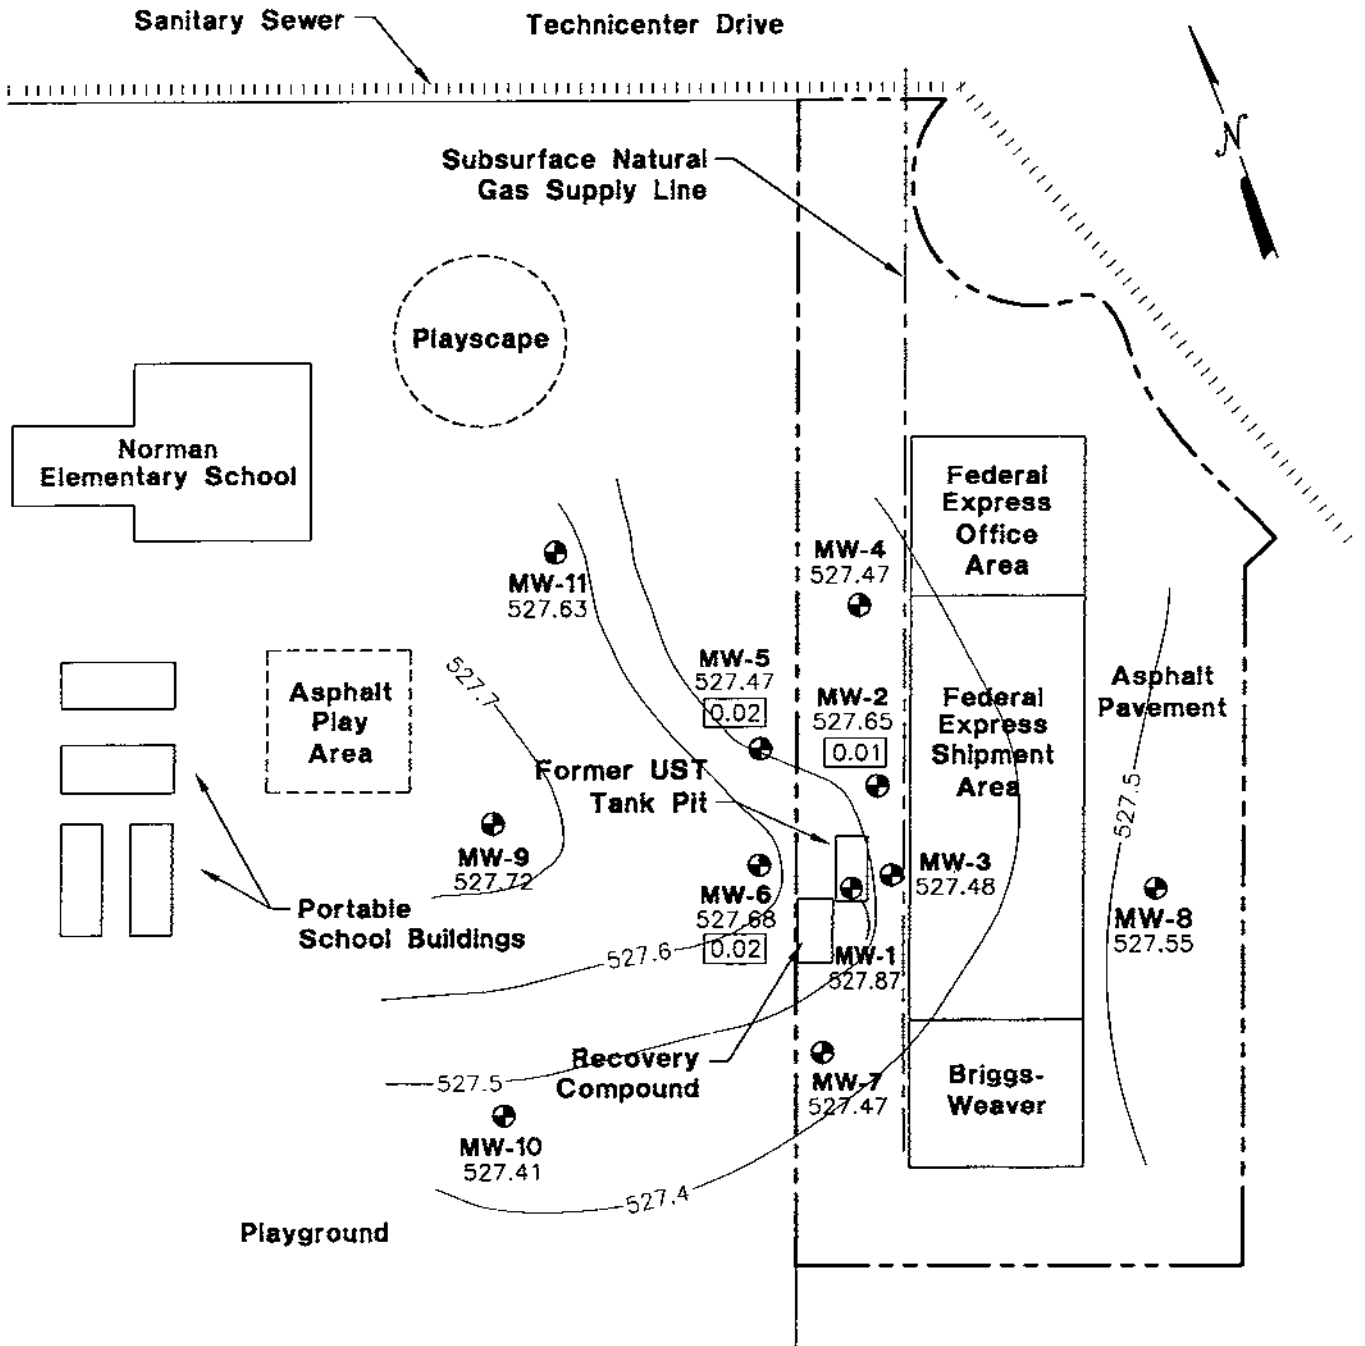 Sanitary Sewer
Technicenter Drive
N
Subsurface Natural
Gas Supply Line
Playscape
Norman
Elementary School
Federal
Express
Office
Area
MW-4
527.47
MW-11
527.63
MW-5
527.47
0.02
MW-2
527.65
0.01
527.7
Asphalt
Play
Area
Federal
Express
Shipment
Area
Asphalt
Pavement
527.5
Former UST
Tank Pit
MW-9
527.72
MW-6
527.68
0.02
MW-3
527.48
MW-8
527.55
Portable
School Buildings
527.6
MW-1
527.87
Recovery
Compound
527.5
MW-7
527.47
Briggs-
Weaver
MW-10
527.41
527.4
Playground